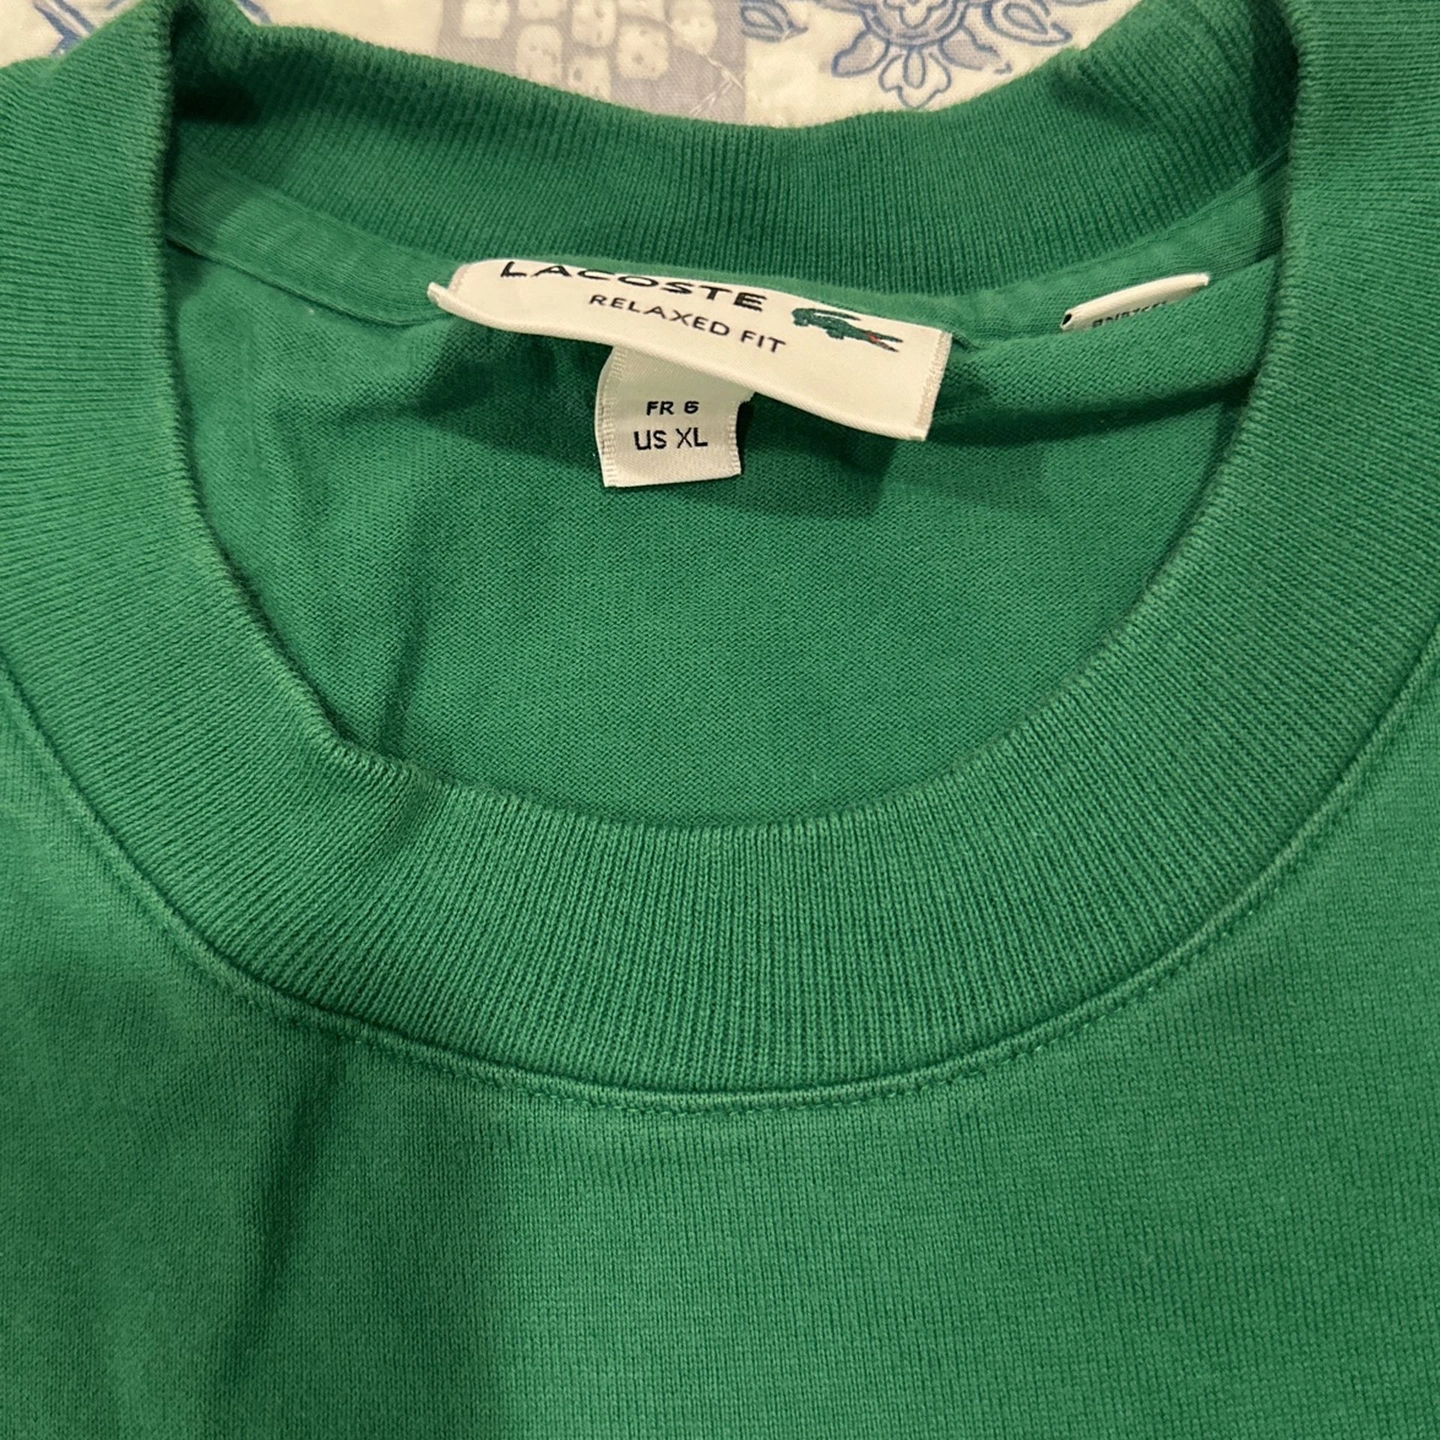 LACOSTE
RELAXED FIT
FR 6
US XL